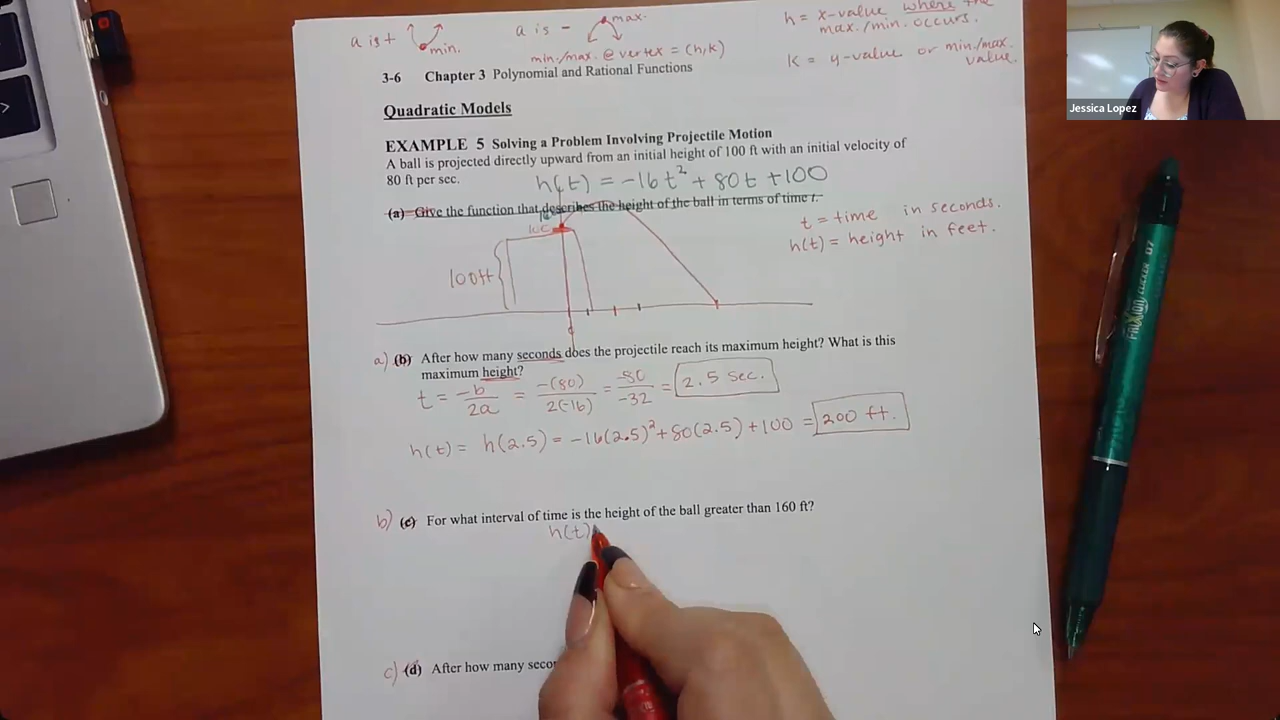 a is + min.
a is - max.
min./max. @ vertex = (h,k)
h = x-value where the
max./min. occurs.
k = y-value or min./max.
value.
3-6 Chapter 3 Polynomial and Rational Functions
Quadratic Models
EXAMPLE 5 Solving a Problem Involving Projectile Motion
A ball is projected directly upward from an initial height of 100 ft with an initial velocity of
80 ft per sec.
h(t) = -16t² + 80t + 100
(a) Give the function that describes the height of the ball in terms of time t.
t = time in seconds.
h(t) = height in feet.
100ft
a) (b) After how many seconds does the projectile reach its maximum height? What is this
maximum height?
t = -b/2a = -(80)/2(-16) = -80/-32 = 2.5 sec.
h(t) = h(2.5) = -16(2.5)² + 80(2.5) + 100 = 200 ft.
b) (c) For what interval of time is the height of the ball greater than 160 ft?
h(t)
c) (d) After how many
Jessica Lopez
FRIXION CLICKER 07